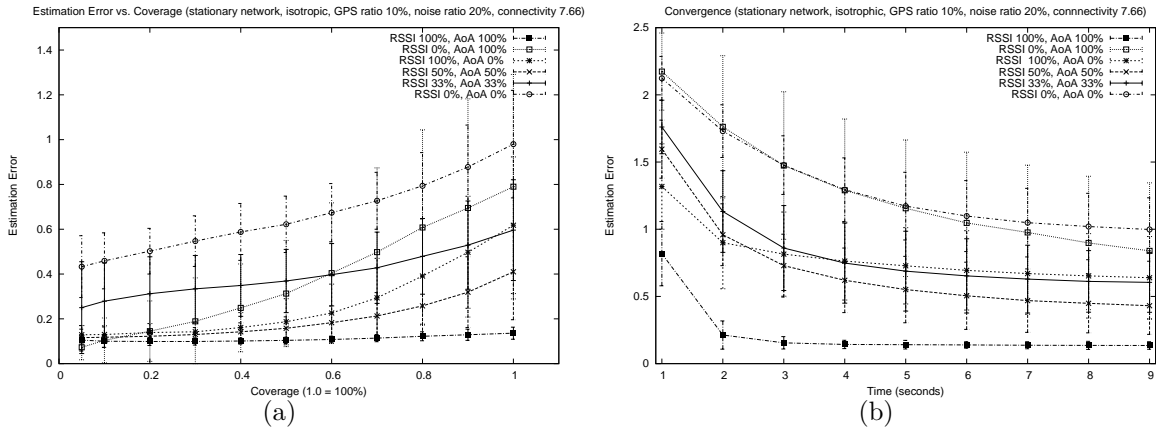 Estimation Error vs. Coverage (stationary network, isotropic, GPS ratio 10%, noise ratio 20%, connectivity 7.66)
1.4
1.2
1
0.8
0.6
0.4
0.2
0
Estimation Error
RSSI 100%, AoA 100%
RSSI 0%, AoA 100%
RSSI 100%, AoA 0%
RSSI 50%, AoA 50%
RSSI 33%, AoA 33%
RSSI 0%, AoA 0%
0 0.2 0.4 0.6 0.8 1
Coverage (1.0 = 100%)
(a)
Convergence (stationary network, isotrophic, GPS ratio 10%, noise ratio 20%, connnectivity 7.66)
2.5
2
1.5
1
0.5
0
Estimation Error
RSSI 100%, AoA 100%
RSSI 0%, AoA 100%
RSSI 100%, AoA 0%
RSSI 50%, AoA 50%
RSSI 33%, AoA 33%
RSSI 0%, AoA 0%
1 2 3 4 5 6 7 8 9
Time (seconds)
(b)